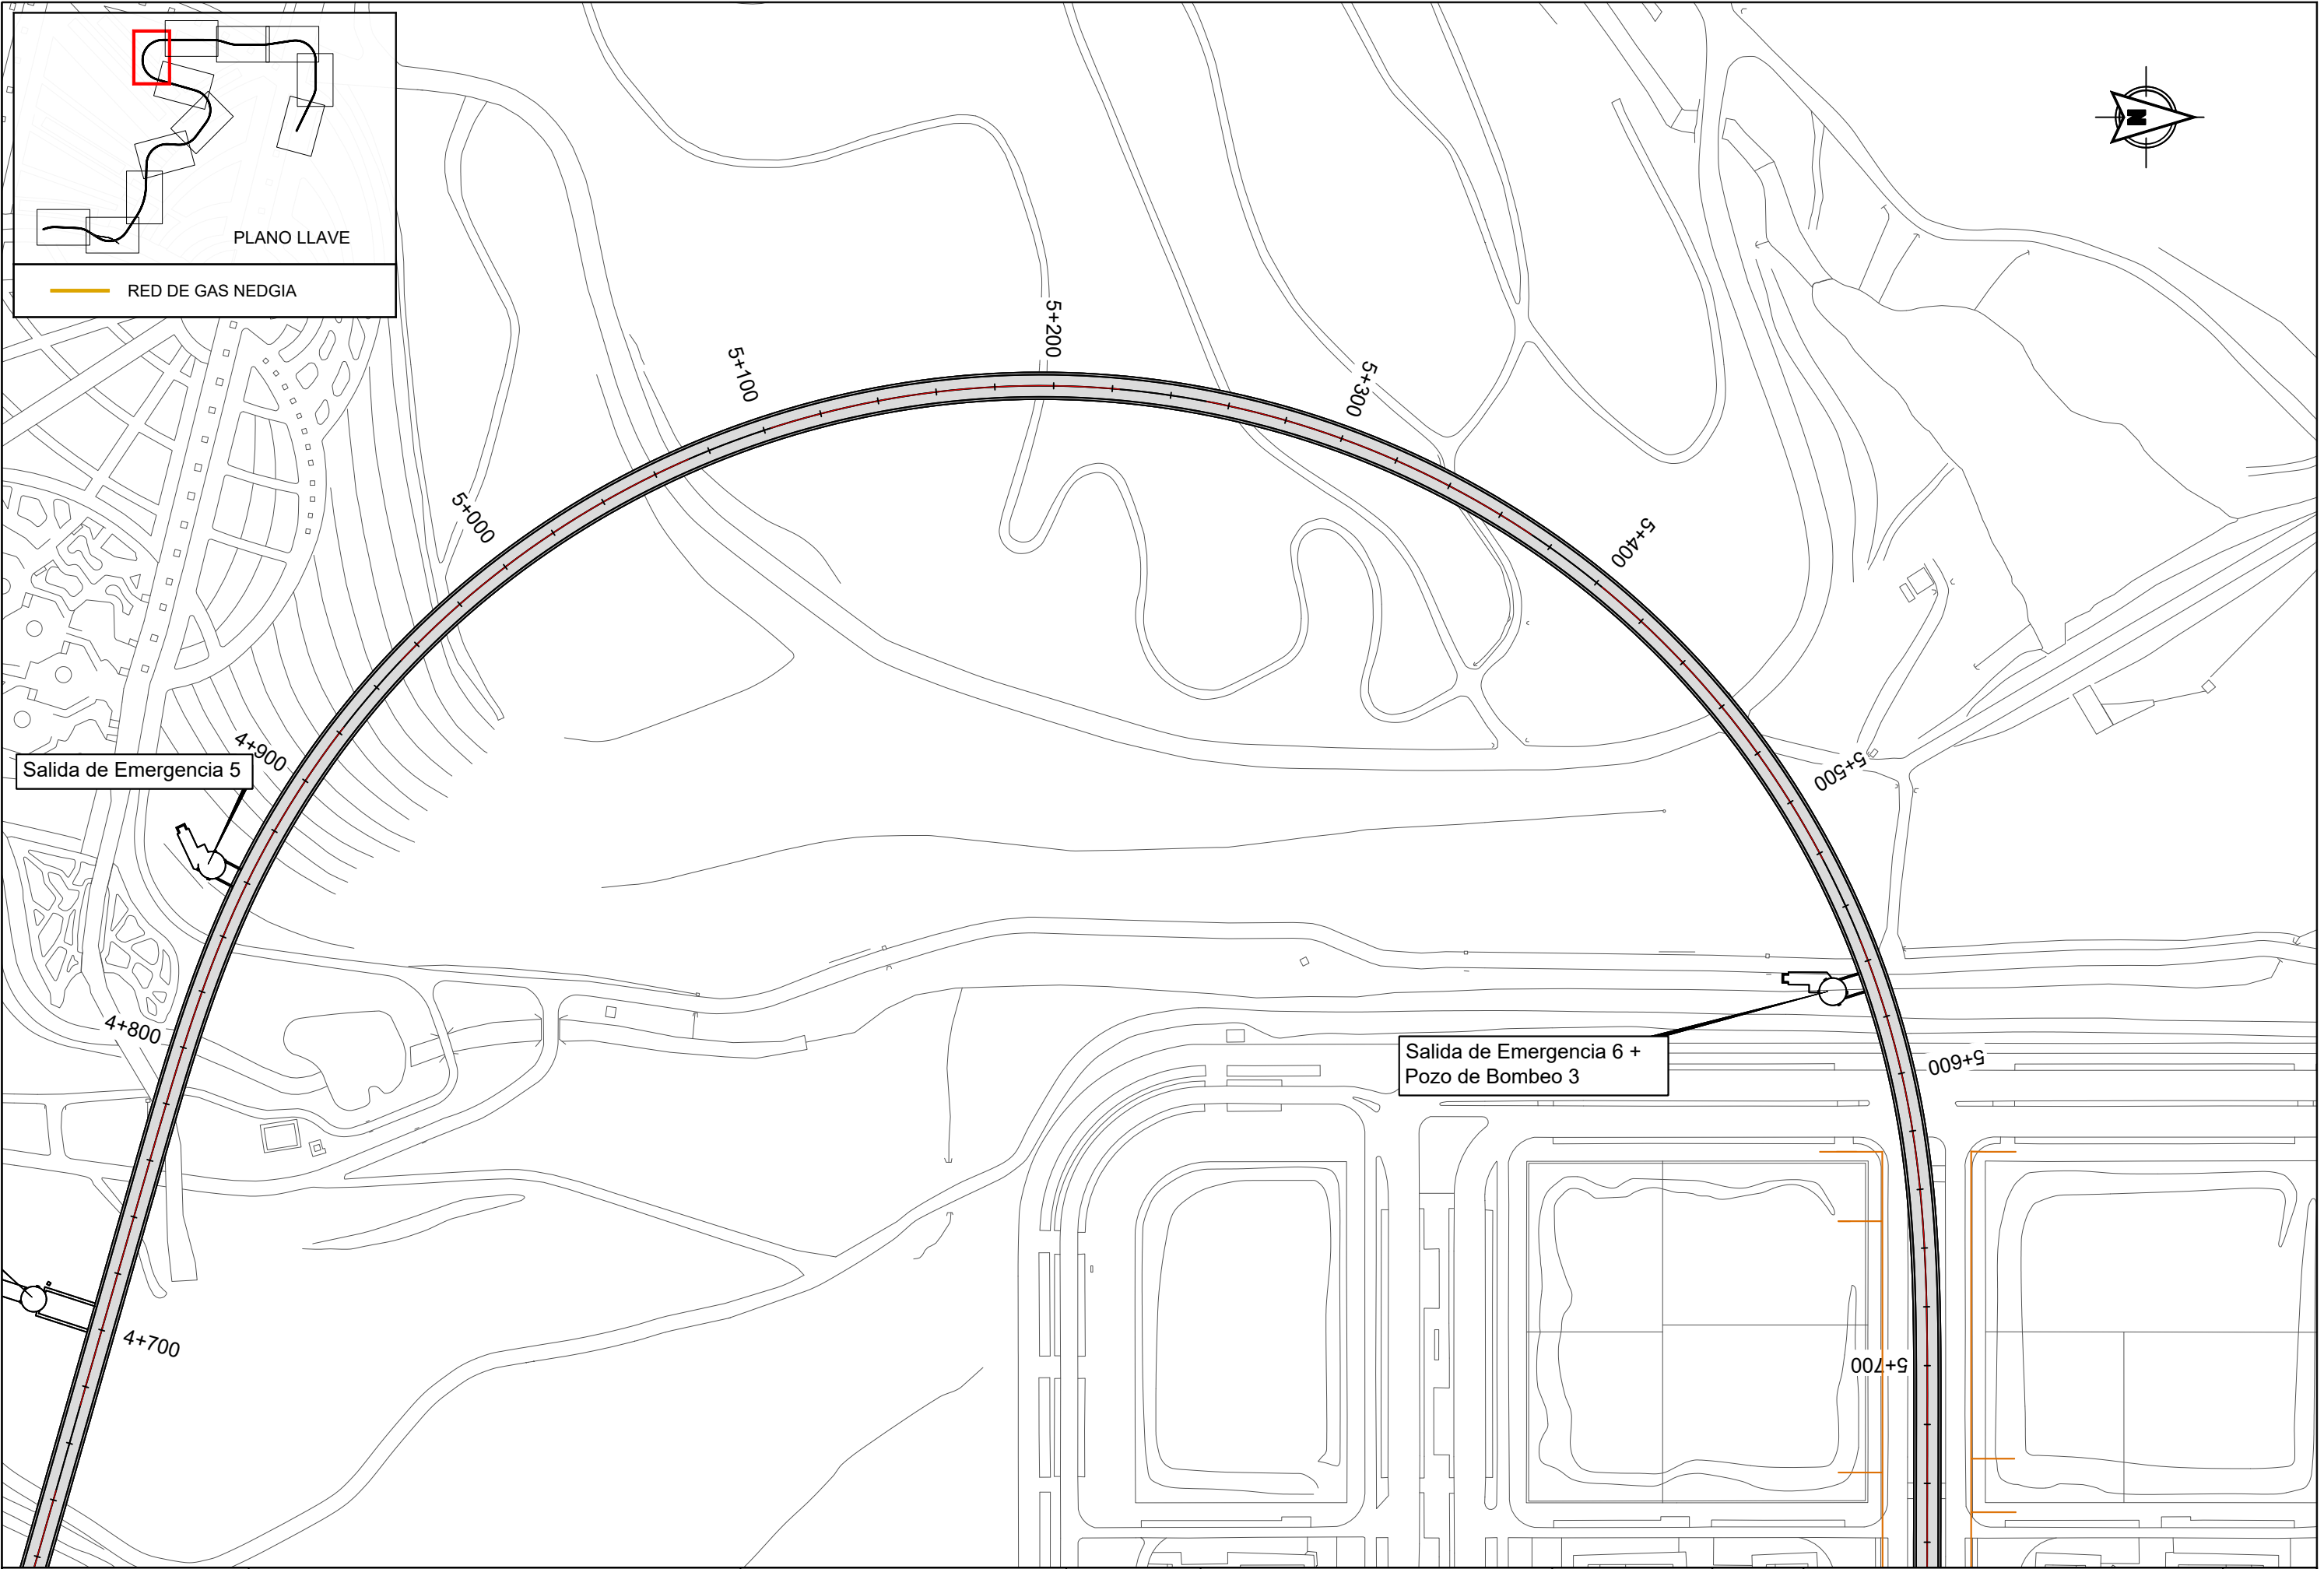 PLANO LLAVE
RED DE GAS NEDGIA
N
5+200
5+100
5+300
5+000
5+400
4+900
5+500
Salida de Emergencia 5
4+800
Salida de Emergencia 6 +
Pozo de Bombeo 3
5+600
4+700
5+700